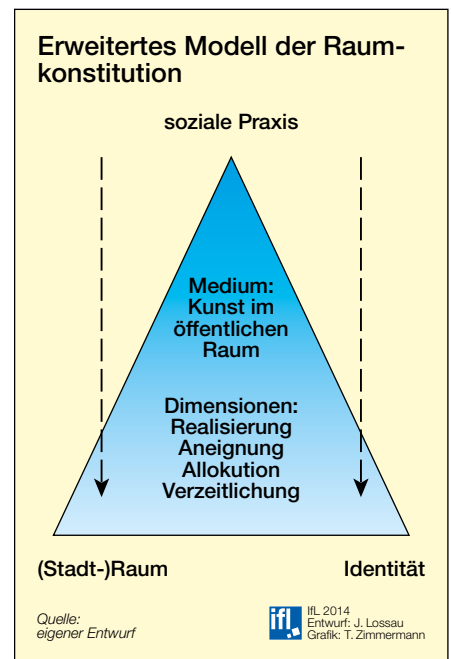 Erweitertes Modell der Raum-
konstitution
soziale Praxis
Medium:
Kunst im
öffentlichen
Raum
Dimensionen:
Realisierung
Aneignung
Allokution
Verzeitlichung
(Stadt-)Raum
Identität
Quelle:
eigener Entwurf
ifl
IfL 2014
Entwurf: J. Lossau
Grafik: T. Zimmermann